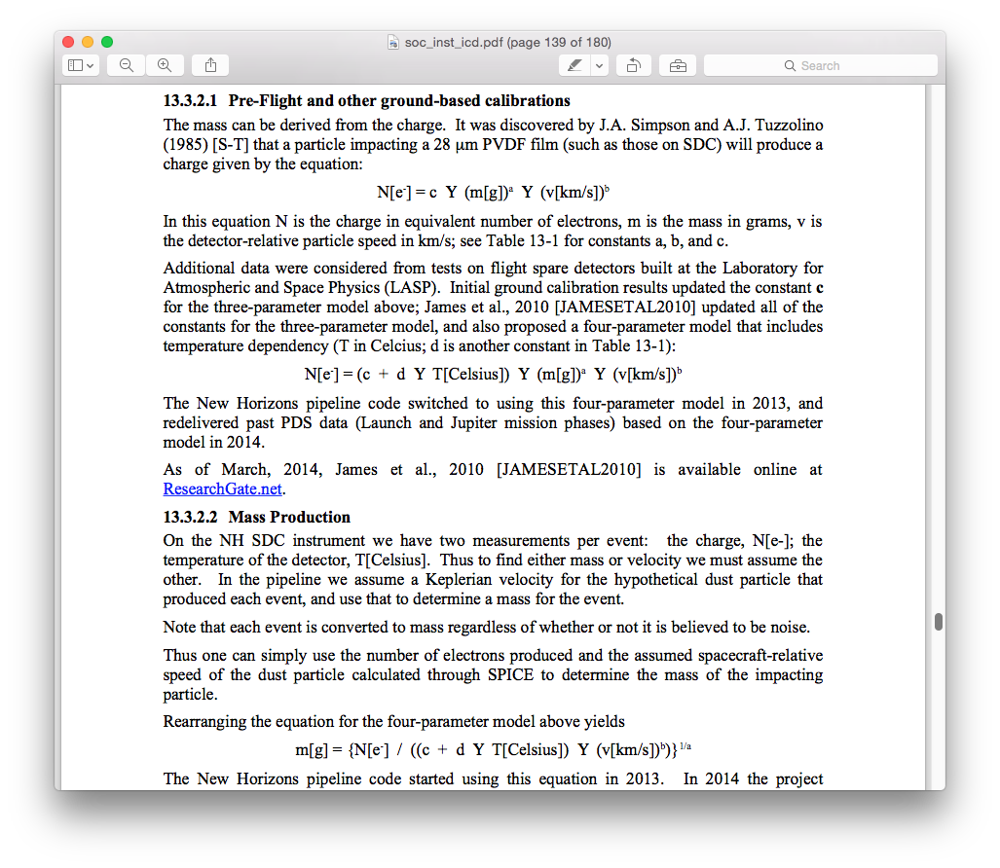 soc_inst_icd.pdf (page 139 of 180)
Search
13.3.2.1 Pre-Flight and other ground-based calibrations
The mass can be derived from the charge. It was discovered by J.A. Simpson and A.J. Tuzzolino
(1985) [S-T] that a particle impacting a 28 µm PVDF film (such as those on SDC) will produce a
charge given by the equation:
N[e⁻] = c Y (m[g])ᵃ Y (v[km/s])ᵇ
In this equation N is the charge in equivalent number of electrons, m is the mass in grams, v is
the detector-relative particle speed in km/s; see Table 13-1 for constants a, b, and c.
Additional data were considered from tests on flight spare detectors built at the Laboratory for
Atmospheric and Space Physics (LASP). Initial ground calibration results updated the constant c
for the three-parameter model above; James et al., 2010 [JAMESETAL2010] updated all of the
constants for the three-parameter model, and also proposed a four-parameter model that includes
temperature dependency (T in Celcius; d is another constant in Table 13-1):
N[e⁻] = (c + d Y T[Celsius]) Y (m[g])ᵃ Y (v[km/s])ᵇ
The New Horizons pipeline code switched to using this four-parameter model in 2013, and
redelivered past PDS data (Launch and Jupiter mission phases) based on the four-parameter
model in 2014.
As of March, 2014, James et al., 2010 [JAMESETAL2010] is available online at
ResearchGate.net.
13.3.2.2 Mass Production
On the NH SDC instrument we have two measurements per event: the charge, N[e-]; the
temperature of the detector, T[Celsius]. Thus to find either mass or velocity we must assume the
other. In the pipeline we assume a Keplerian velocity for the hypothetical dust particle that
produced each event, and use that to determine a mass for the event.
Note that each event is converted to mass regardless of whether or not it is believed to be noise.
Thus one can simply use the number of electrons produced and the assumed spacecraft-relative
speed of the dust particle calculated through SPICE to determine the mass of the impacting
particle.
Rearranging the equation for the four-parameter model above yields
m[g] = {N[e⁻] / ((c + d Y T[Celsius]) Y (v[km/s])ᵇ)}¹/ᵃ
The New Horizons pipeline code started using this equation in 2013. In 2014 the project